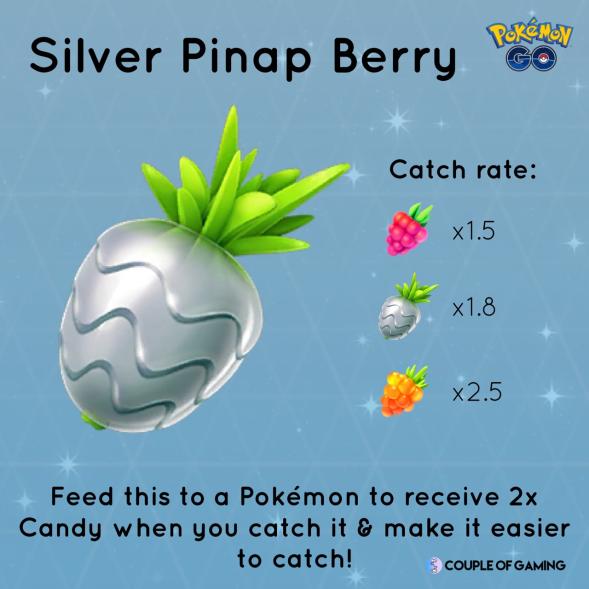 Silver Pinap Berry
POKÉMON
GO
Catch rate:
x1.5
x1.8
x2.5
Feed this to a Pokémon to receive 2x
Candy when you catch it & make it easier
to catch!
COUPLE OF GAMING